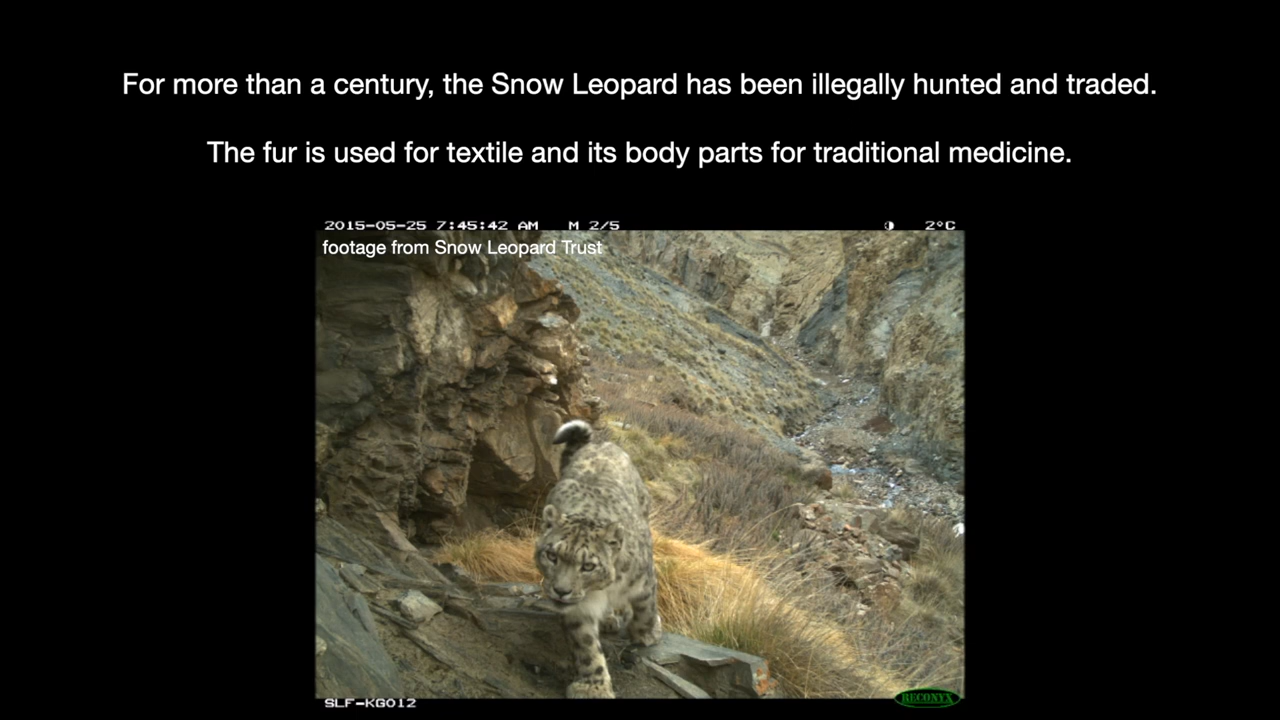 For more than a century, the Snow Leopard has been illegally hunted and traded.
The fur is used for textile and its body parts for traditional medicine.
2015-05-25 7:45:42 AM M 2/5 2°C
footage from Snow Leopard Trust
SLF-KG012
RECONYX